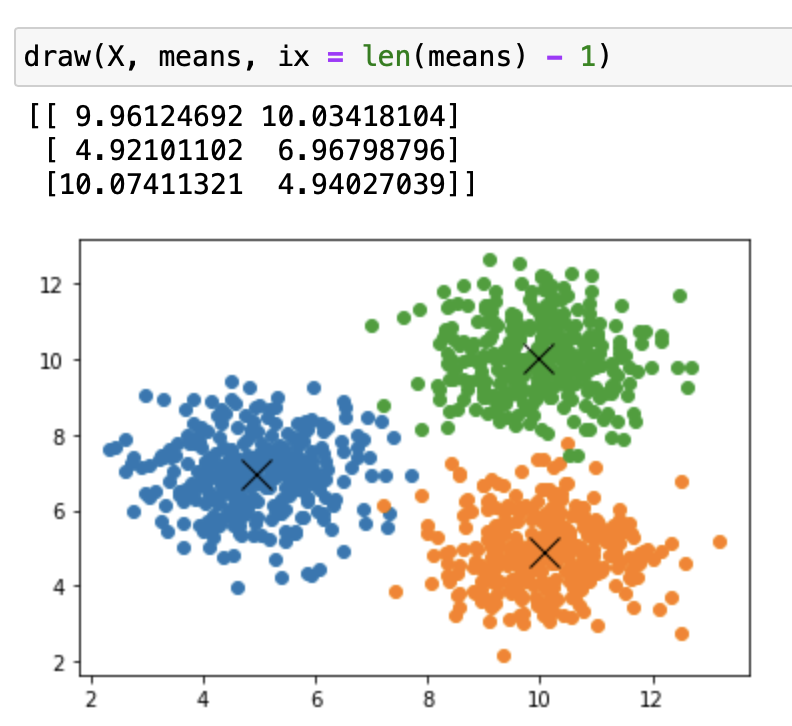 draw(X, means, ix = len(means) - 1)
[[ 9.96124692 10.03418104]
 [ 4.92101102  6.96798796]
 [10.07411321  4.94027039]]
12
10
8
6
4
2
2 4 6 8 10 12